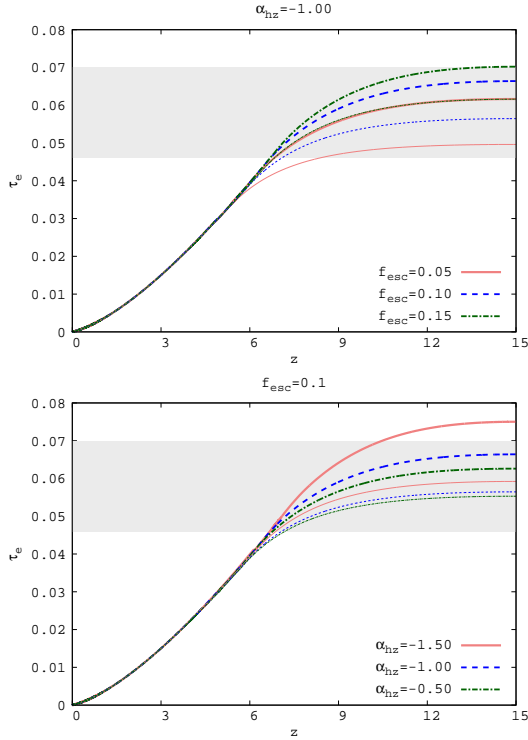 α_hz=-1.00
0.08
0.07
0.06
0.05
0.04
0.03
0.02
0.01
0
τ_e
f_esc=0.05
f_esc=0.10
f_esc=0.15
0 3 6 9 12 15
z
f_esc=0.1
0.08
0.07
0.06
0.05
0.04
0.03
0.02
0.01
0
τ_e
α_hz=-1.50
α_hz=-1.00
α_hz=-0.50
0 3 6 9 12 15
z